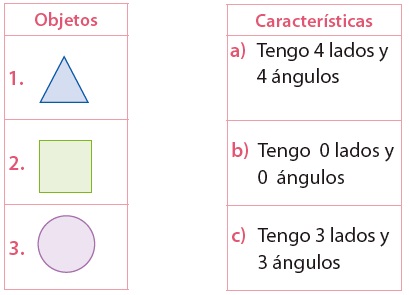 Objetos
1.
2.
3.
Características
a) Tengo 4 lados y
4 ángulos
b) Tengo 0 lados y
0 ángulos
c) Tengo 3 lados y
3 ángulos